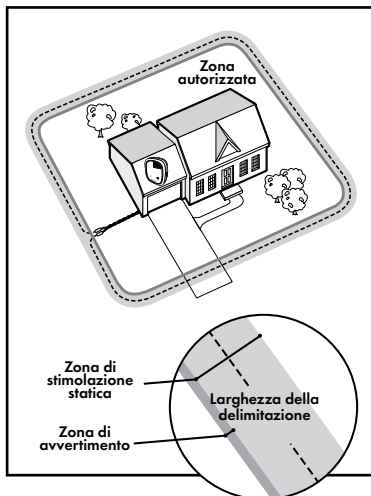 Zona
autorizzata
Zona di
stimolazione
statica
Larghezza della
delimitazione
Zona di
avvertimento